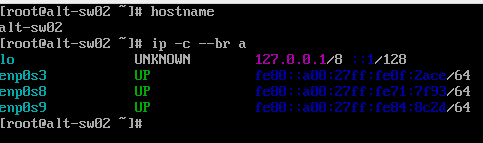 [root@alt-sw02 ~]# hostname
alt-sw02
[root@alt-sw02 ~]# ip -c --br a
lo UNKNOWN 127.0.0.1/8 ::1/128
enp0s3 UP fe80::a00:27ff:fe0f:2ace/64
enp0s8 UP fe80::a00:27ff:fe71:7f93/64
enp0s9 UP fe80::a00:27ff:fe84:8e2d/64
[root@alt-sw02 ~]#